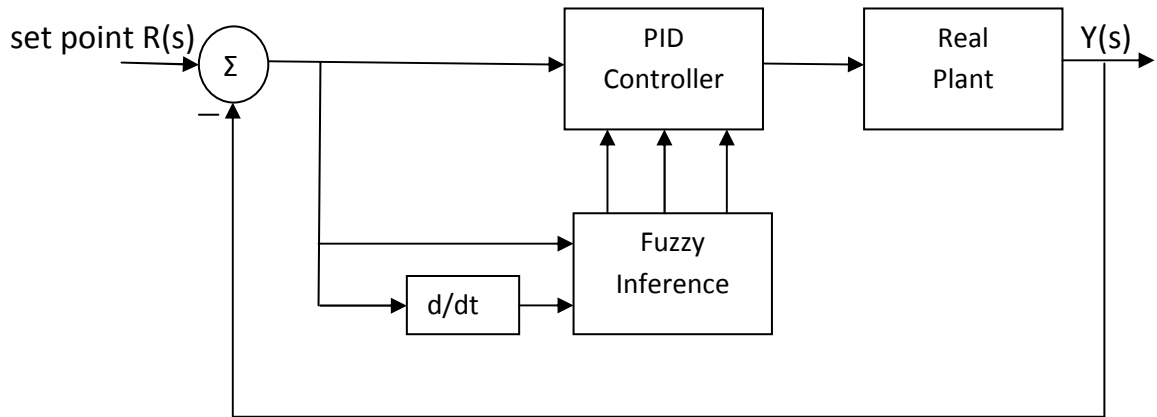 set point R(s)
Σ
PID
Controller
Real
Plant
Y(s)
–
Fuzzy
Inference
d/dt